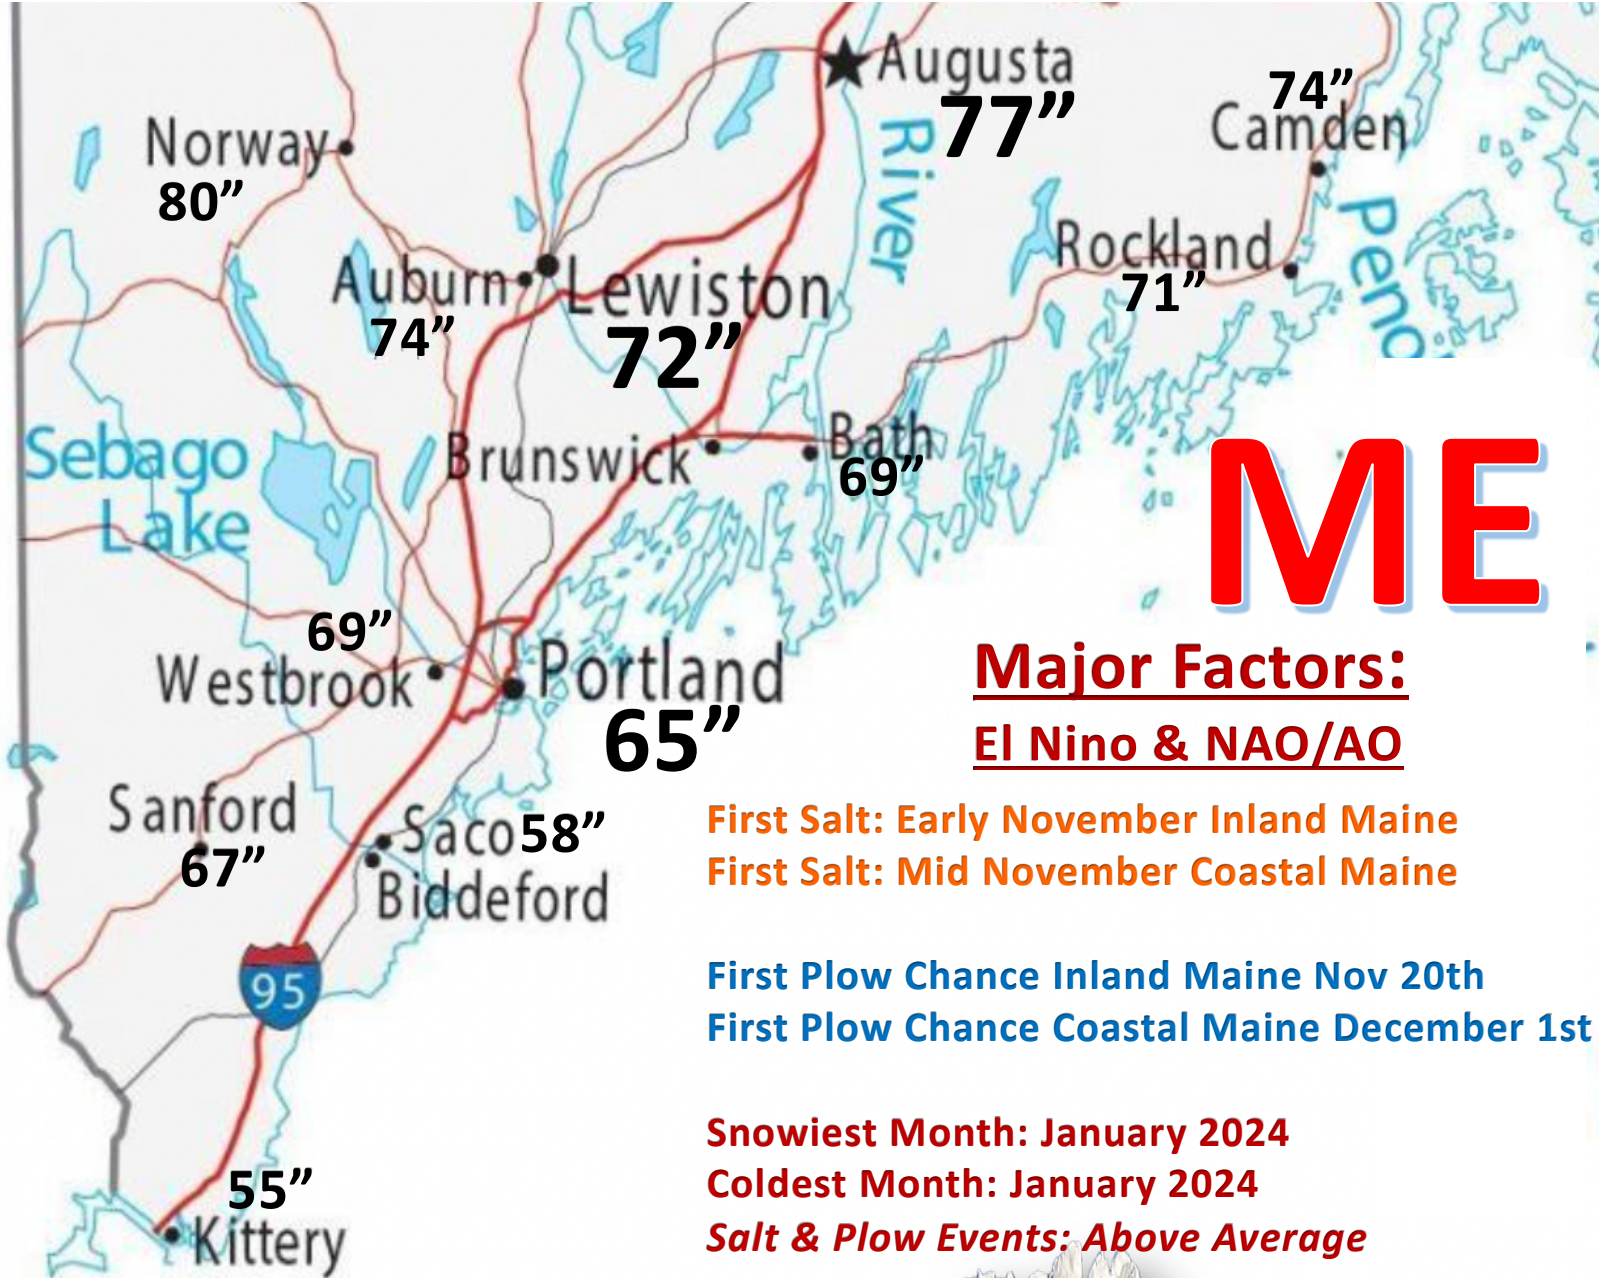 Augusta
77”
74”
Camden
Norway
80”
River
Peno
Rockland
71”
Auburn
74”
Lewiston
72”
Sebago
Lake
Brunswick
Bath
69”
ME
69”
Westbrook
Portland
65”
Major Factors:
El Nino & NAO/AO
Sanford
67”
Saco 58”
Biddeford
First Salt: Early November Inland Maine
First Salt: Mid November Coastal Maine
95
First Plow Chance Inland Maine Nov 20th
First Plow Chance Coastal Maine December 1st
Snowiest Month: January 2024
Coldest Month: January 2024
Salt & Plow Events: Above Average
55”
Kittery